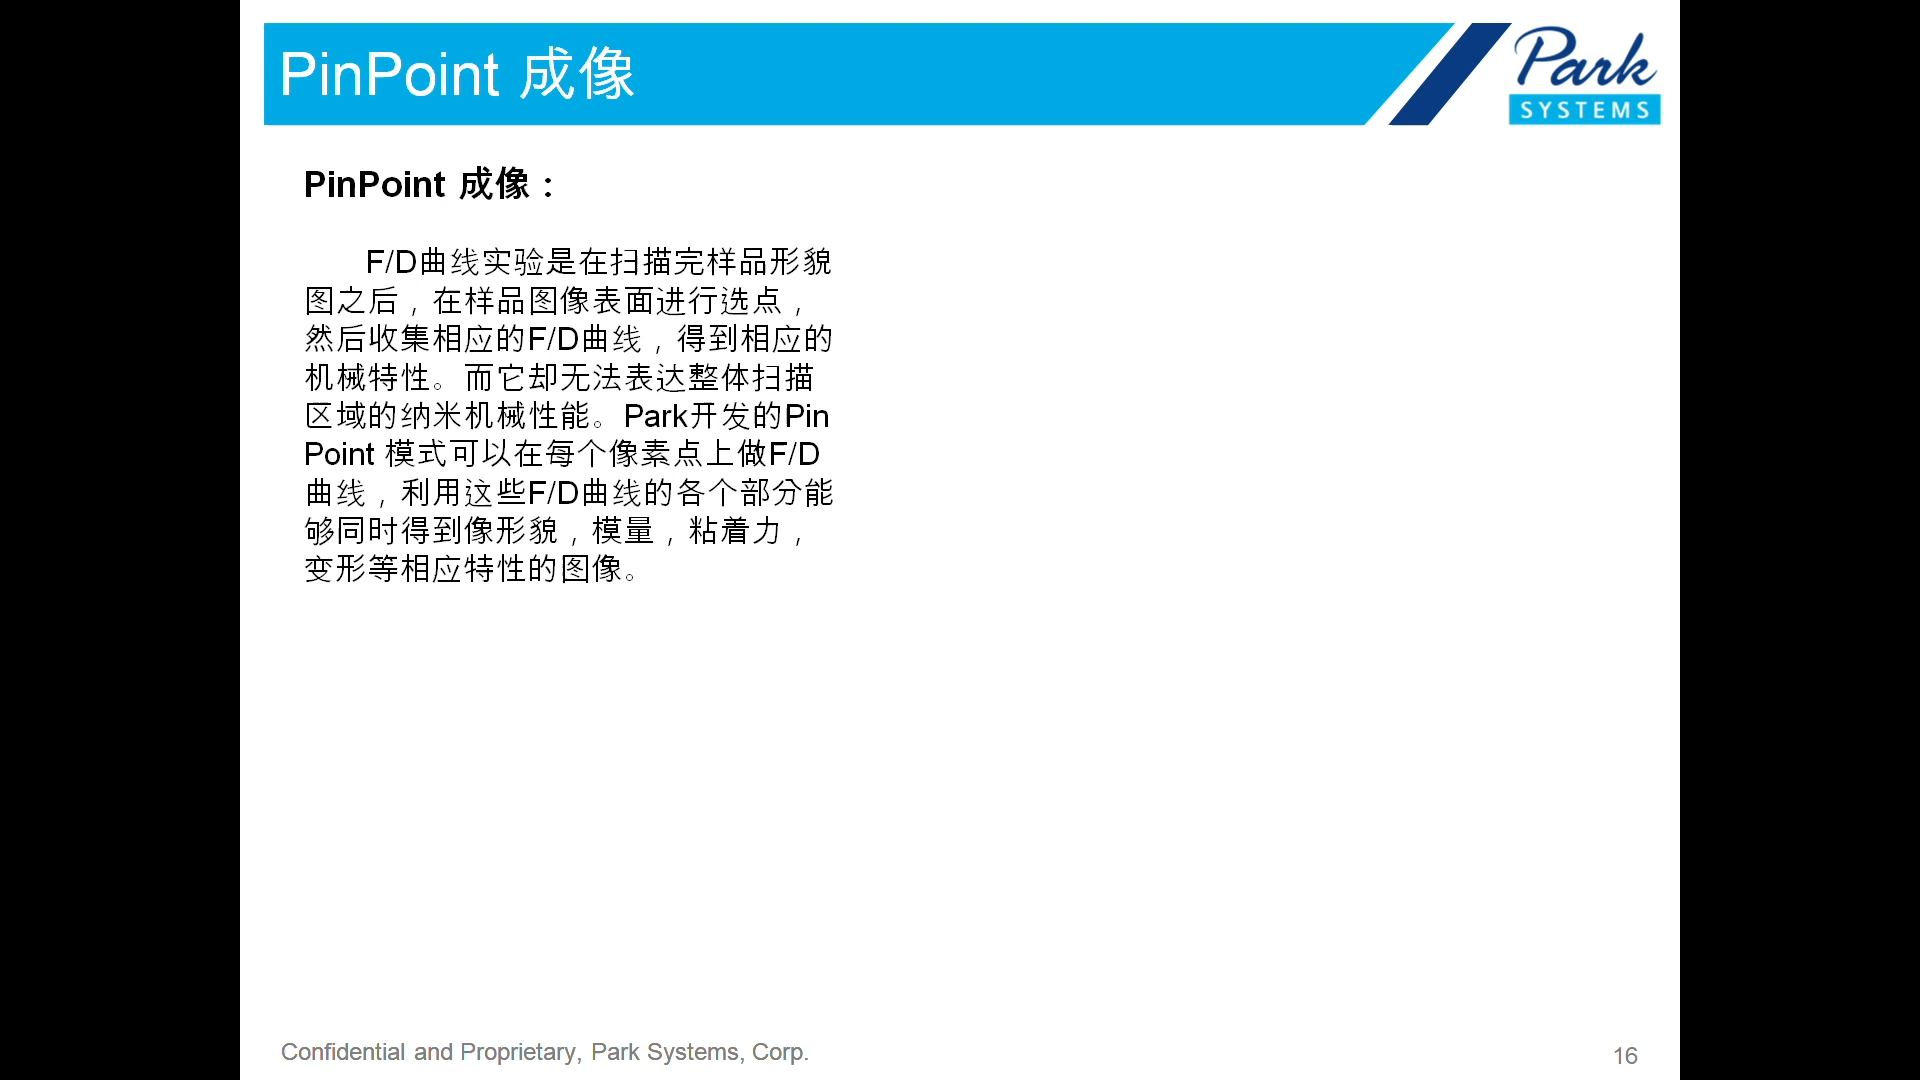 PinPoint 成像
Park
SYSTEMS
PinPoint 成像：
F/D曲线实验是在扫描完样品形貌
图之后，在样品图像表面进行选点，
然后收集相应的F/D曲线，得到相应的
机械特性。而它却无法表达整体扫描
区域的纳米机械性能。Park开发的Pin
Point 模式可以在每个像素点上做F/D
曲线，利用这些F/D曲线的各个部分能
够同时得到像形貌，模量，粘着力，
变形等相应特性的图像。
Confidential and Proprietary, Park Systems, Corp.
16